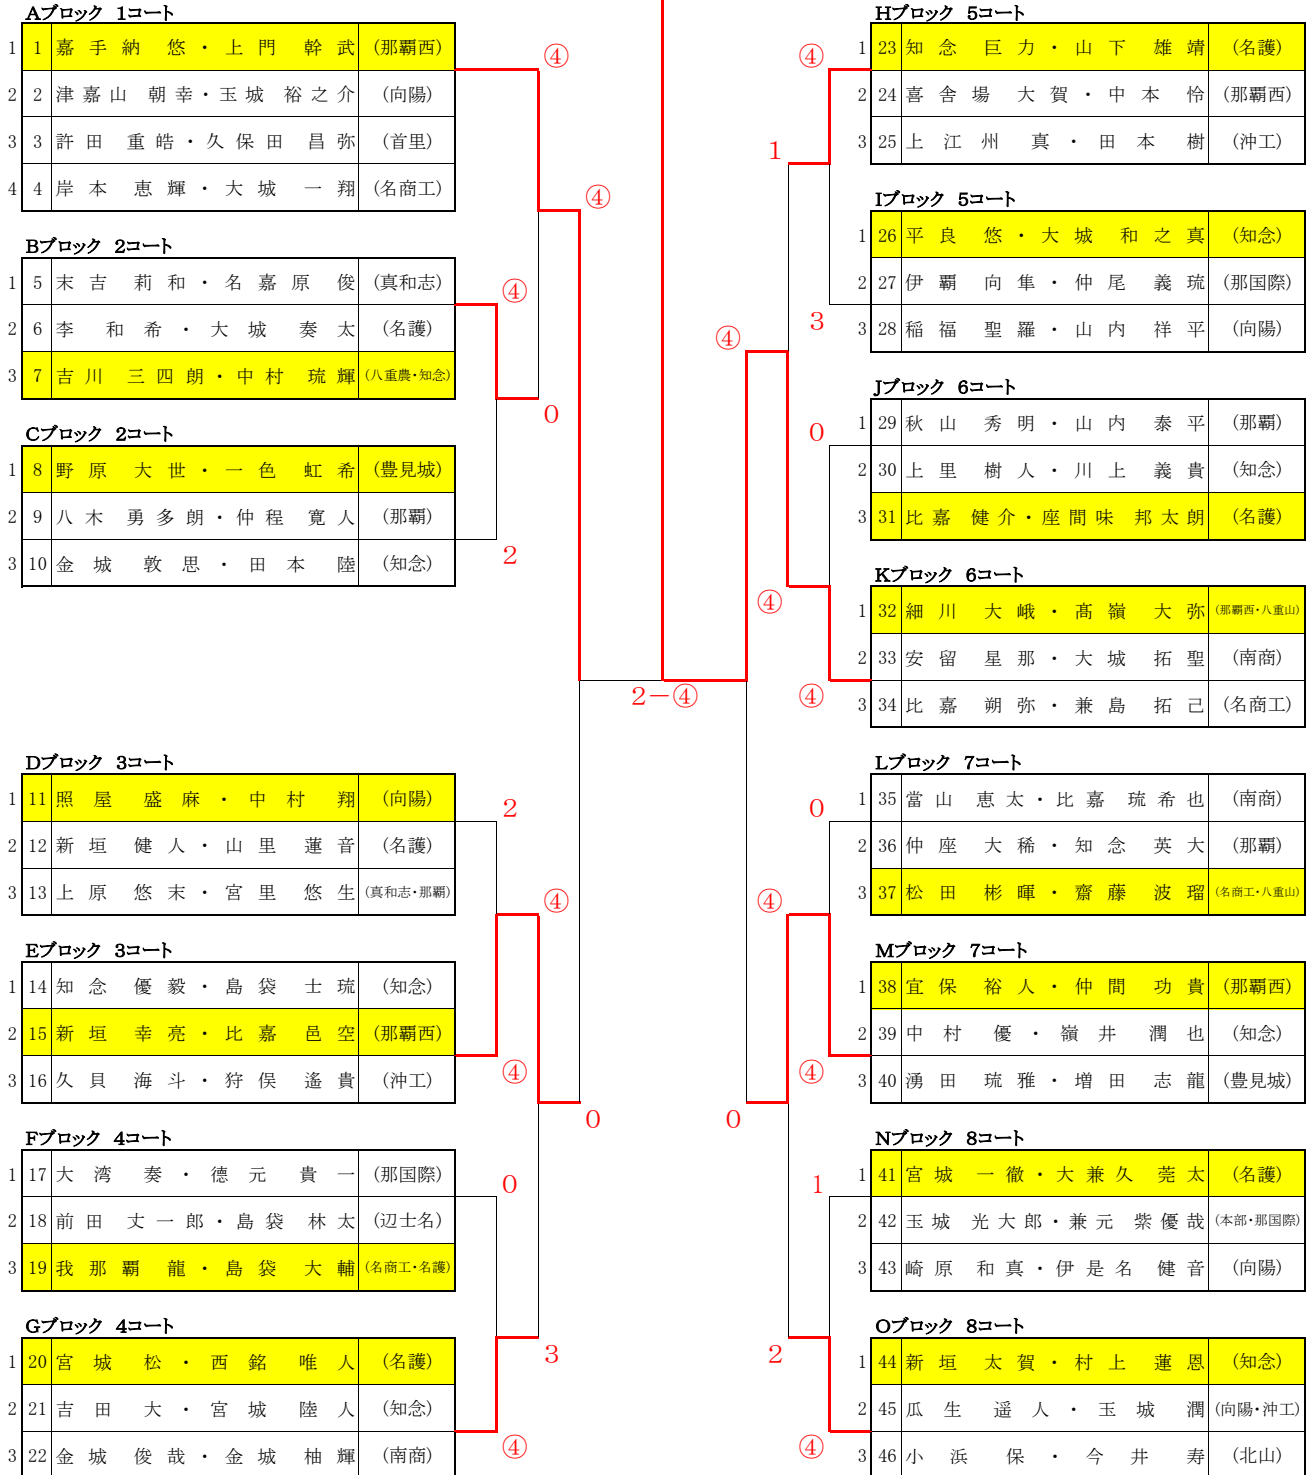 Aブロック 1コート
1 1 嘉手納 悠・上門 幹武 (那覇西)
2 2 津嘉山 朝幸・玉城 裕之介 (向陽)
3 3 許田 重皓・久保田 昌弥 (首里)
4 4 岸本 恵輝・大城 一翔 (名商工)
④
④
Bブロック 2コート
1 5 末吉 莉和・名嘉原 俊 (真和志)
2 6 李 和希・大城 奏太 (名護)
3 7 吉川 三四朗・中村 琉輝 (八重農・知念)
④
0
Cブロック 2コート
1 8 野原 大世・一色 虹希 (豊見城)
2 9 八木 勇多朗・仲程 寛人 (那覇)
3 10 金城 敦思・田本 陸 (知念)
2
Dブロック 3コート
1 11 照屋 盛麻・中村 翔 (向陽)
2 12 新垣 健人・山里 蓮音 (名護)
3 13 上原 悠末・宮里 悠生 (真和志・那覇)
2
④
Eブロック 3コート
1 14 知念 優毅・島袋 士琉 (知念)
2 15 新垣 幸亮・比嘉 邑空 (那覇西)
3 16 久貝 海斗・狩俣 遙貴 (沖工)
④
0
Fブロック 4コート
1 17 大湾 奏・德元 貴一 (那国際)
2 18 前田 丈一郎・島袋 林太 (辺士名)
3 19 我那覇 龍・島袋 大輔 (名商工・名護)
0
Gブロック 4コート
1 20 宮城 松・西銘 唯人 (名護)
2 21 吉田 大・宮城 陸人 (知念)
3 22 金城 俊哉・金城 柚輝 (南商)
3
④
2－④
Hブロック 5コート
1 23 知念 巨力・山下 雄靖 (名護)
2 24 喜舎場 大賀・中本 怜 (那覇西)
3 25 上江州 真・田本 樹 (沖工)
④
1
Iブロック 5コート
1 26 平良 悠・大城 和之真 (知念)
2 27 伊覇 向隼・仲尾 義琉 (那国際)
3 28 稲福 聖羅・山内 祥平 (向陽)
3
④
Jブロック 6コート
1 29 秋山 秀明・山内 泰平 (那覇)
2 30 上里 樹人・川上 義貴 (知念)
3 31 比嘉 健介・座間味 邦太朗 (名護)
0
Kブロック 6コート
1 32 細川 大峨・髙嶺 大弥 (那覇西・八重山)
2 33 安留 星那・大城 拓聖 (南商)
3 34 比嘉 朔弥・兼島 拓己 (名商工)
④
④
Lブロック 7コート
1 35 當山 恵太・比嘉 琉希也 (南商)
2 36 仲座 大稀・知念 英大 (那覇)
3 37 松田 彬暉・齋藤 波瑠 (名商工・八重山)
0
④
Mブロック 7コート
1 38 宜保 裕人・仲間 功貴 (那覇西)
2 39 中村 優・嶺井 潤也 (知念)
3 40 湧田 琉雅・増田 志龍 (豊見城)
④
0
Nブロック 8コート
1 41 宮城 一徹・大兼久 莞太 (名護)
2 42 玉城 光大郎・兼元 紫優哉 (本部・那国際)
3 43 崎原 和真・伊是名 健音 (向陽)
1
Oブロック 8コート
1 44 新垣 太賀・村上 蓮恩 (知念)
2 45 瓜生 遥人・玉城 潤 (向陽・沖工)
3 46 小浜 保・今井 寿 (北山)
2
④